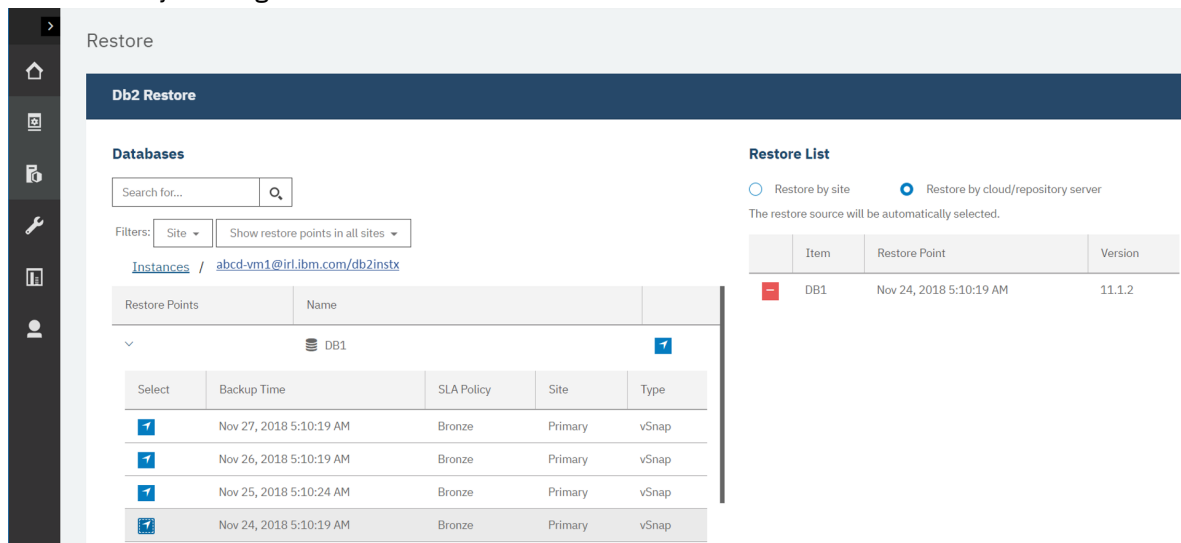 Restore
Db2 Restore
Databases
Search for...
Filters: Site Show restore points in all sites
Instances / abcd-vm1@irl.ibm.com/db2instx
Restore Points Name
DB1
Select Backup Time SLA Policy Site Type
Nov 27, 2018 5:10:19 AM Bronze Primary vSnap
Nov 26, 2018 5:10:19 AM Bronze Primary vSnap
Nov 25, 2018 5:10:24 AM Bronze Primary vSnap
Nov 24, 2018 5:10:19 AM Bronze Primary vSnap
Restore List
Restore by site Restore by cloud/repository server
The restore source will be automatically selected.
Item Restore Point Version
DB1 Nov 24, 2018 5:10:19 AM 11.1.2